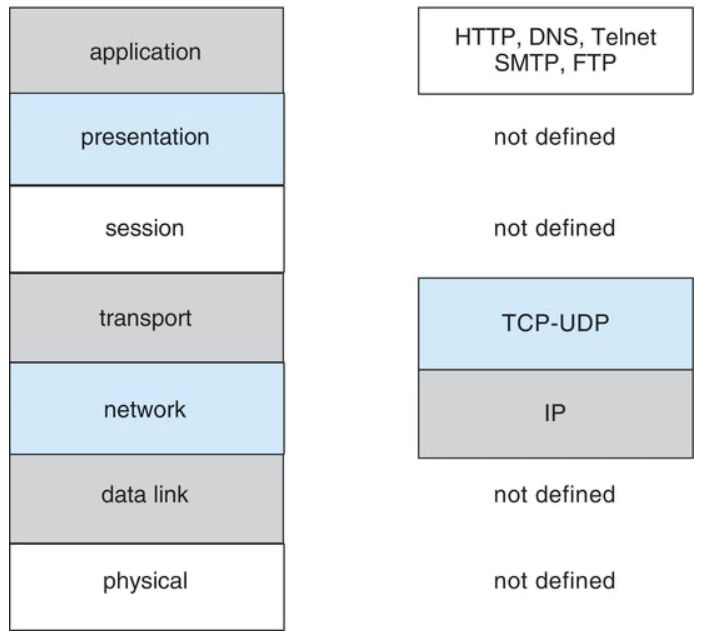 application
HTTP, DNS, Telnet
SMTP, FTP
presentation
not defined
session
not defined
transport
TCP-UDP
network
IP
data link
not defined
physical
not defined